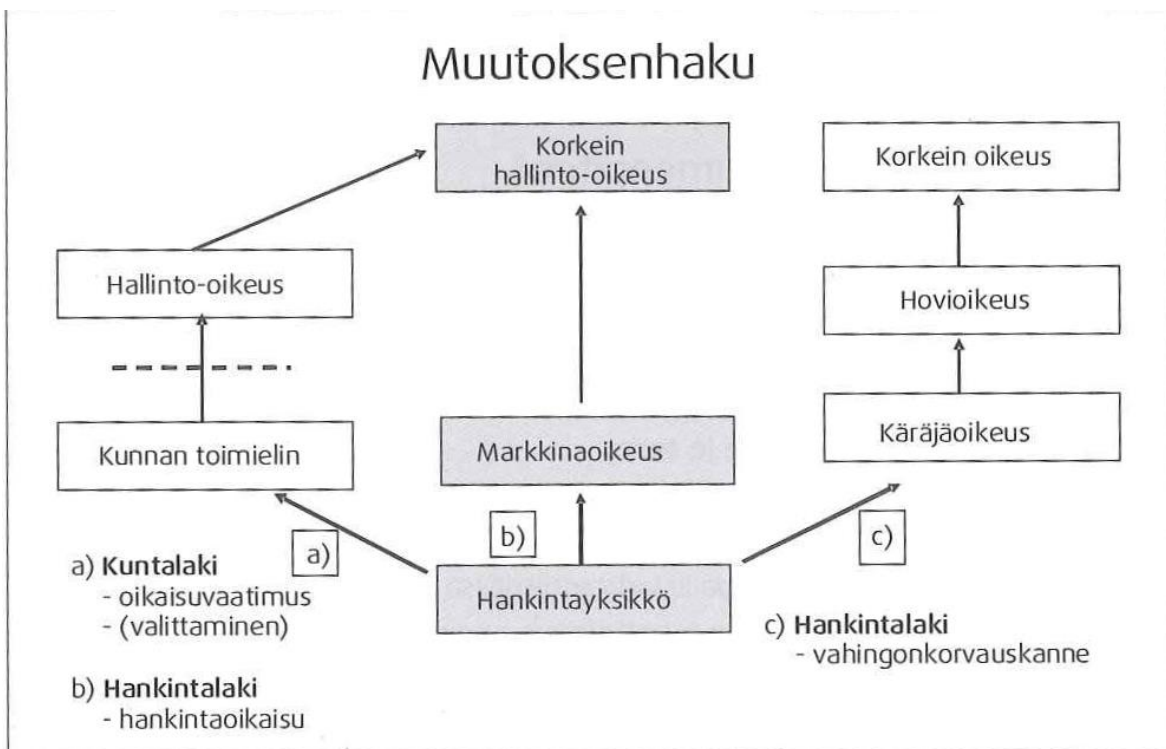 Muutoksenhaku
Korkein
hallinto-oikeus
Korkein oikeus
Hallinto-oikeus
Hovioikeus
Kunnan toimielin
Markkinaoikeus
Käräjäoikeus
a)
b)
c)
Hankintayksikkö
a) Kuntalaki
- oikaisuvaatimus
- (valittaminen)
b) Hankintalaki
- hankintaoikaisu
c) Hankintalaki
- vahingonkorvauskanne